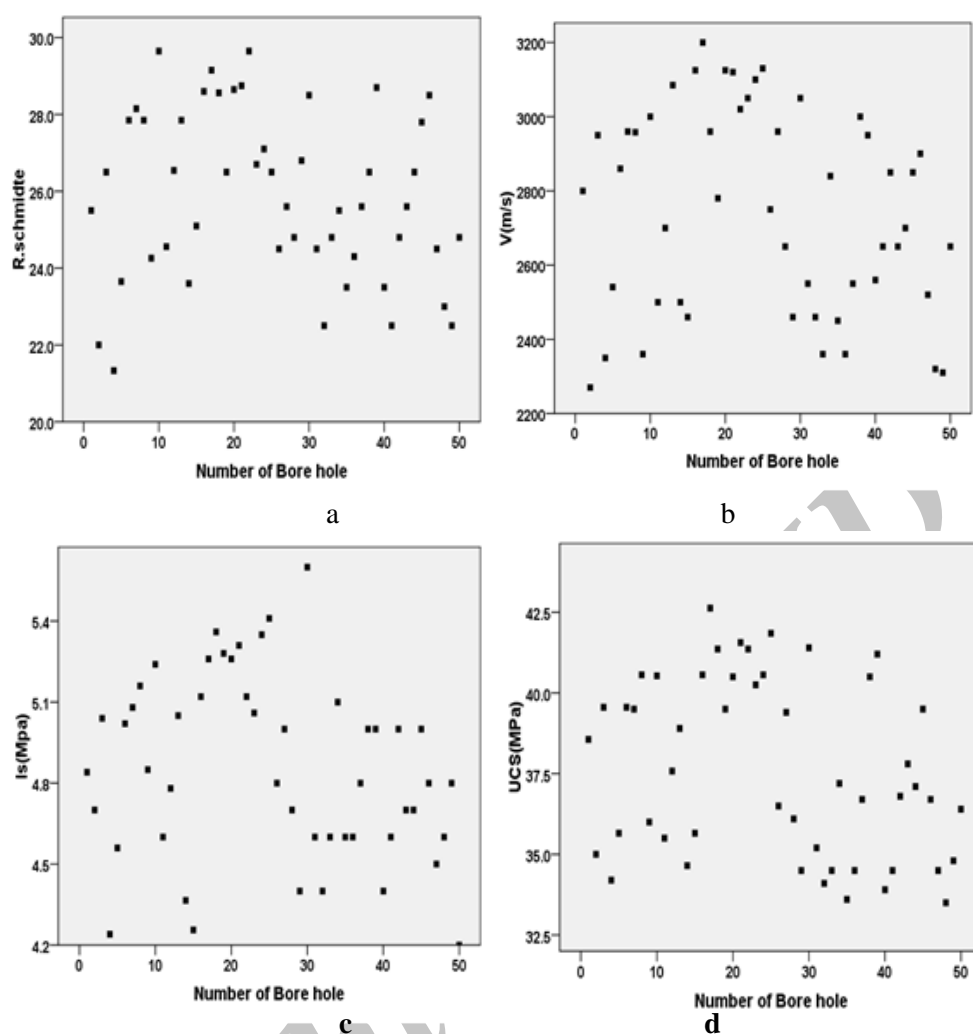 30.0
28.0
26.0
24.0
22.0
20.0
R.schmidte
0 10 20 30 40 50
Number of Bore hole
a
3200
3000
2800
2600
2400
2200
V(m/s)
0 10 20 30 40 50
Number of Bore hole
b
5.4
5.1
4.8
4.5
4.2
Is(Mpa)
0 10 20 30 40 50
Number of Bore hole
c
42.5
40.0
37.5
35.0
32.5
UCS(MPa)
0 10 20 30 40 50
Number of Bore hole
d